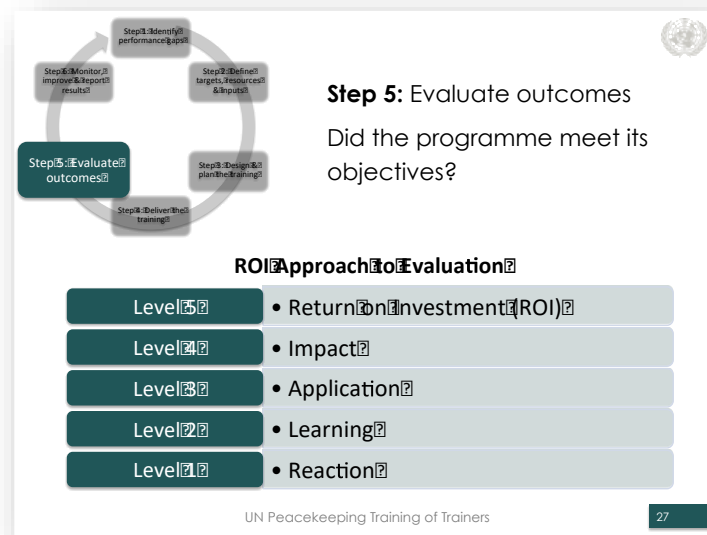 Step 1: Identify
performance gaps
Step 6: Monitor,
improve & report
results
Step 2: Define
targets, resources
& inputs
Step 5: Evaluate
outcomes
Step 3: Design &
plan the training
Step 4: Deliver the
training
Step 5: Evaluate outcomes
Did the programme meet its
objectives?
ROI Approach to Evaluation
Level 5 • Return on Investment (ROI)
Level 4 • Impact
Level 3 • Application
Level 2 • Learning
Level 1 • Reaction
UN Peacekeeping Training of Trainers
27